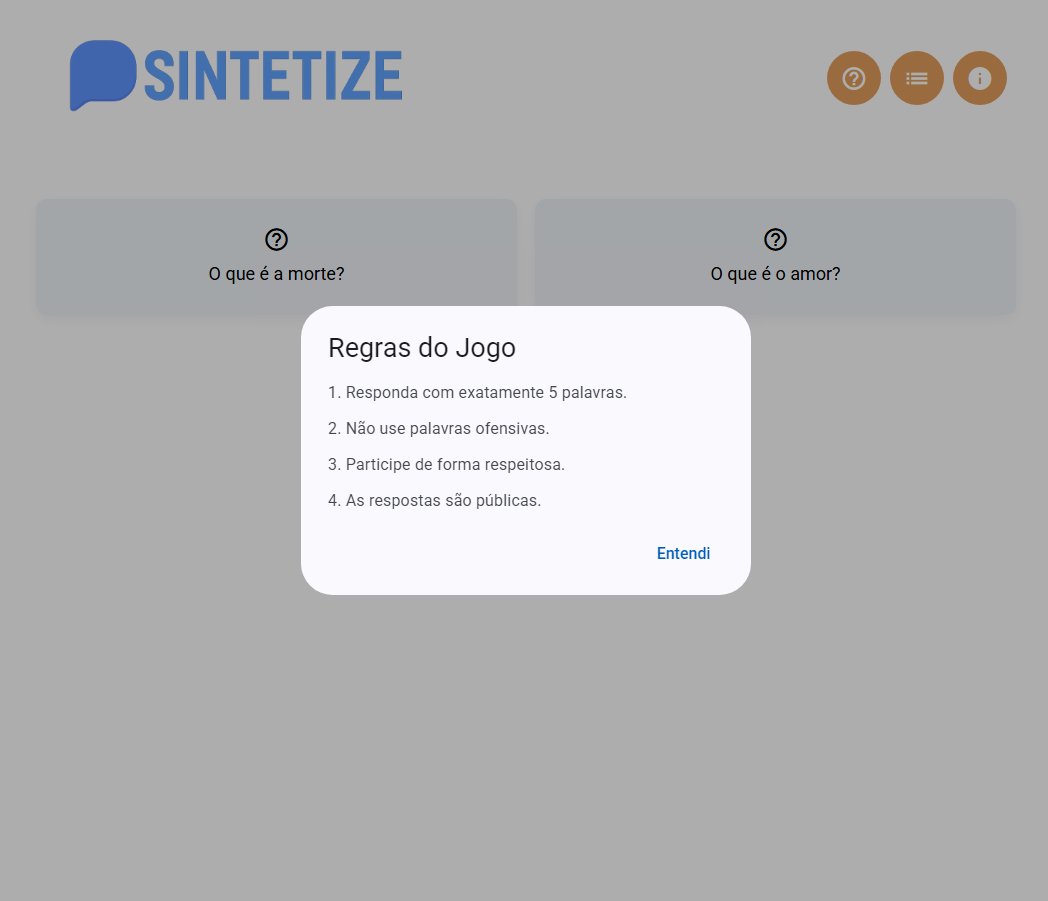 SINTETIZE
O que é a morte?
O que é o amor?
Regras do Jogo
1. Responda com exatamente 5 palavras.
2. Não use palavras ofensivas.
3. Participe de forma respeitosa.
4. As respostas são públicas.
Entendi